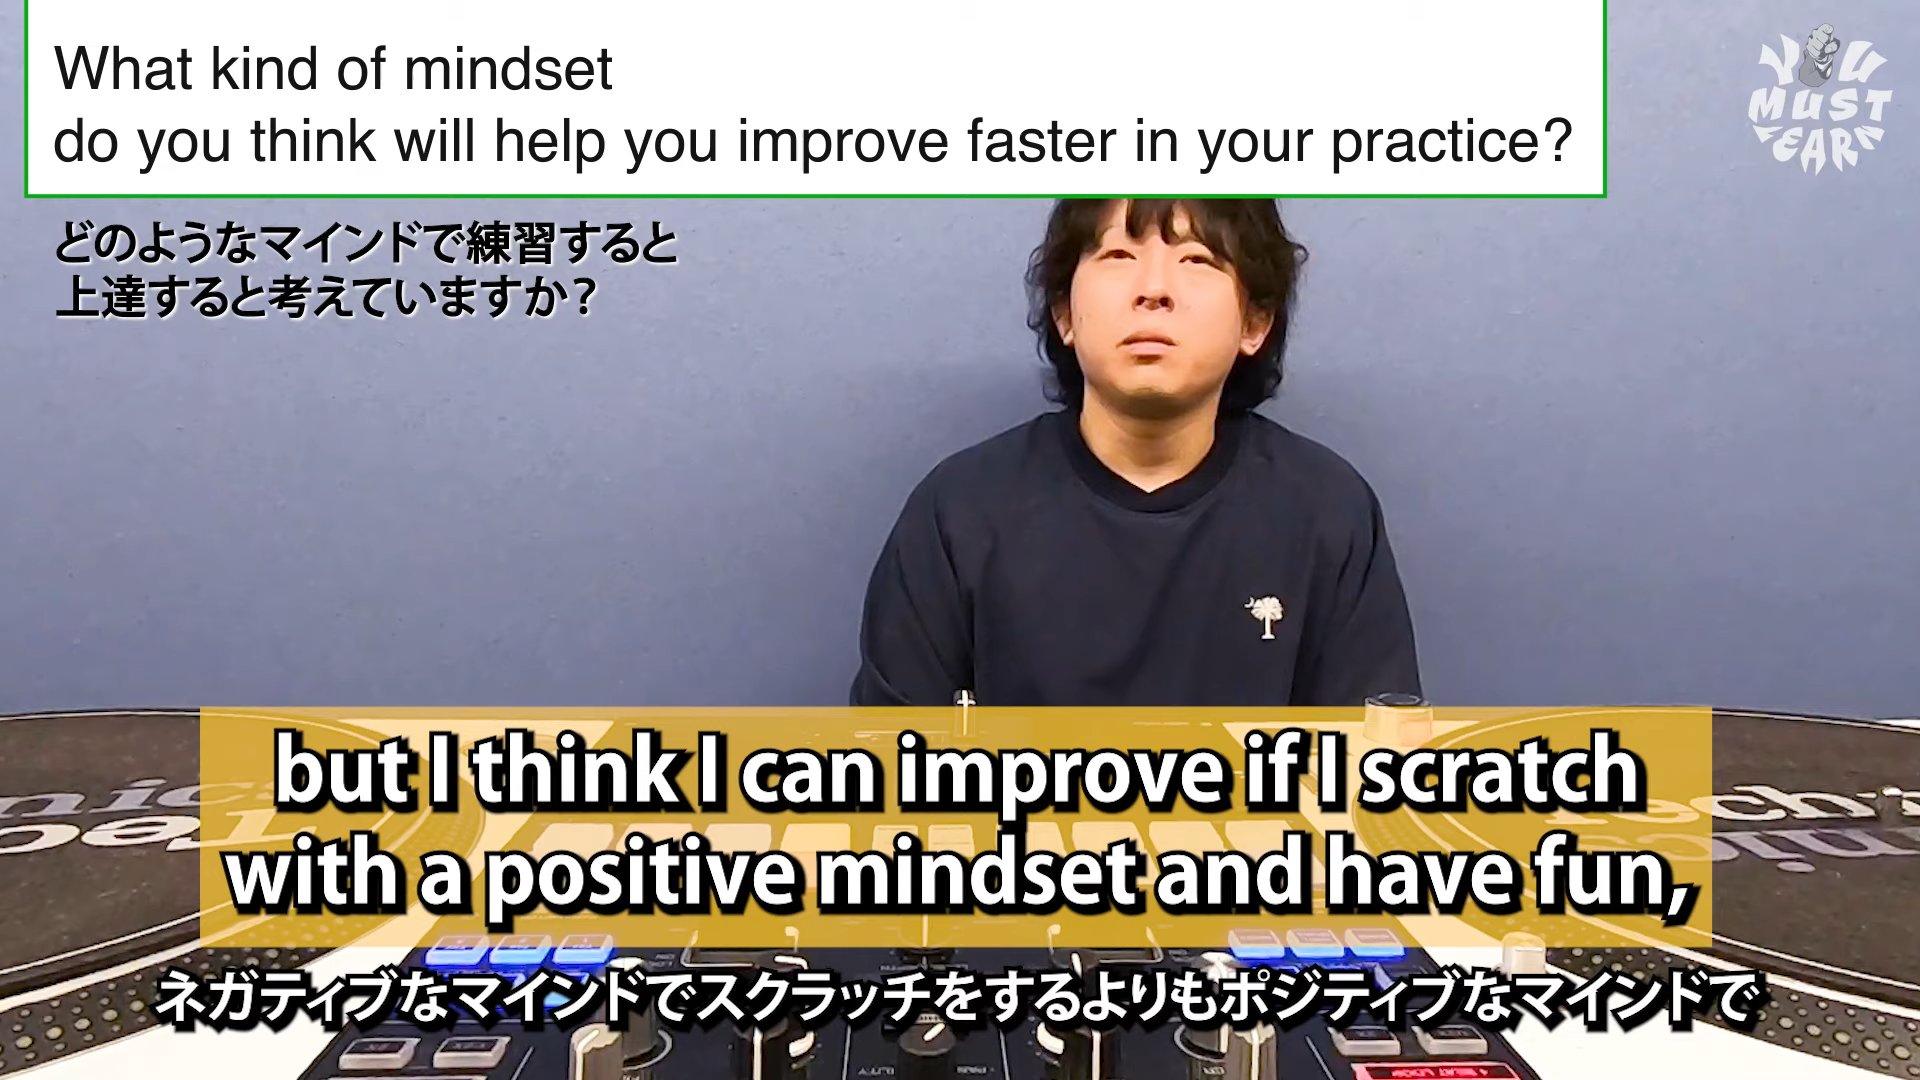 What kind of mindset
do you think will help you improve faster in your practice?
YOU
MUST
LEARN
どのようなマインドで練習すると
上達すると考えていますか？
but I think I can improve if I scratch
with a positive mindset and have fun,
ネガティブなマインドでスクラッチをするよりもポジティブなマインドで